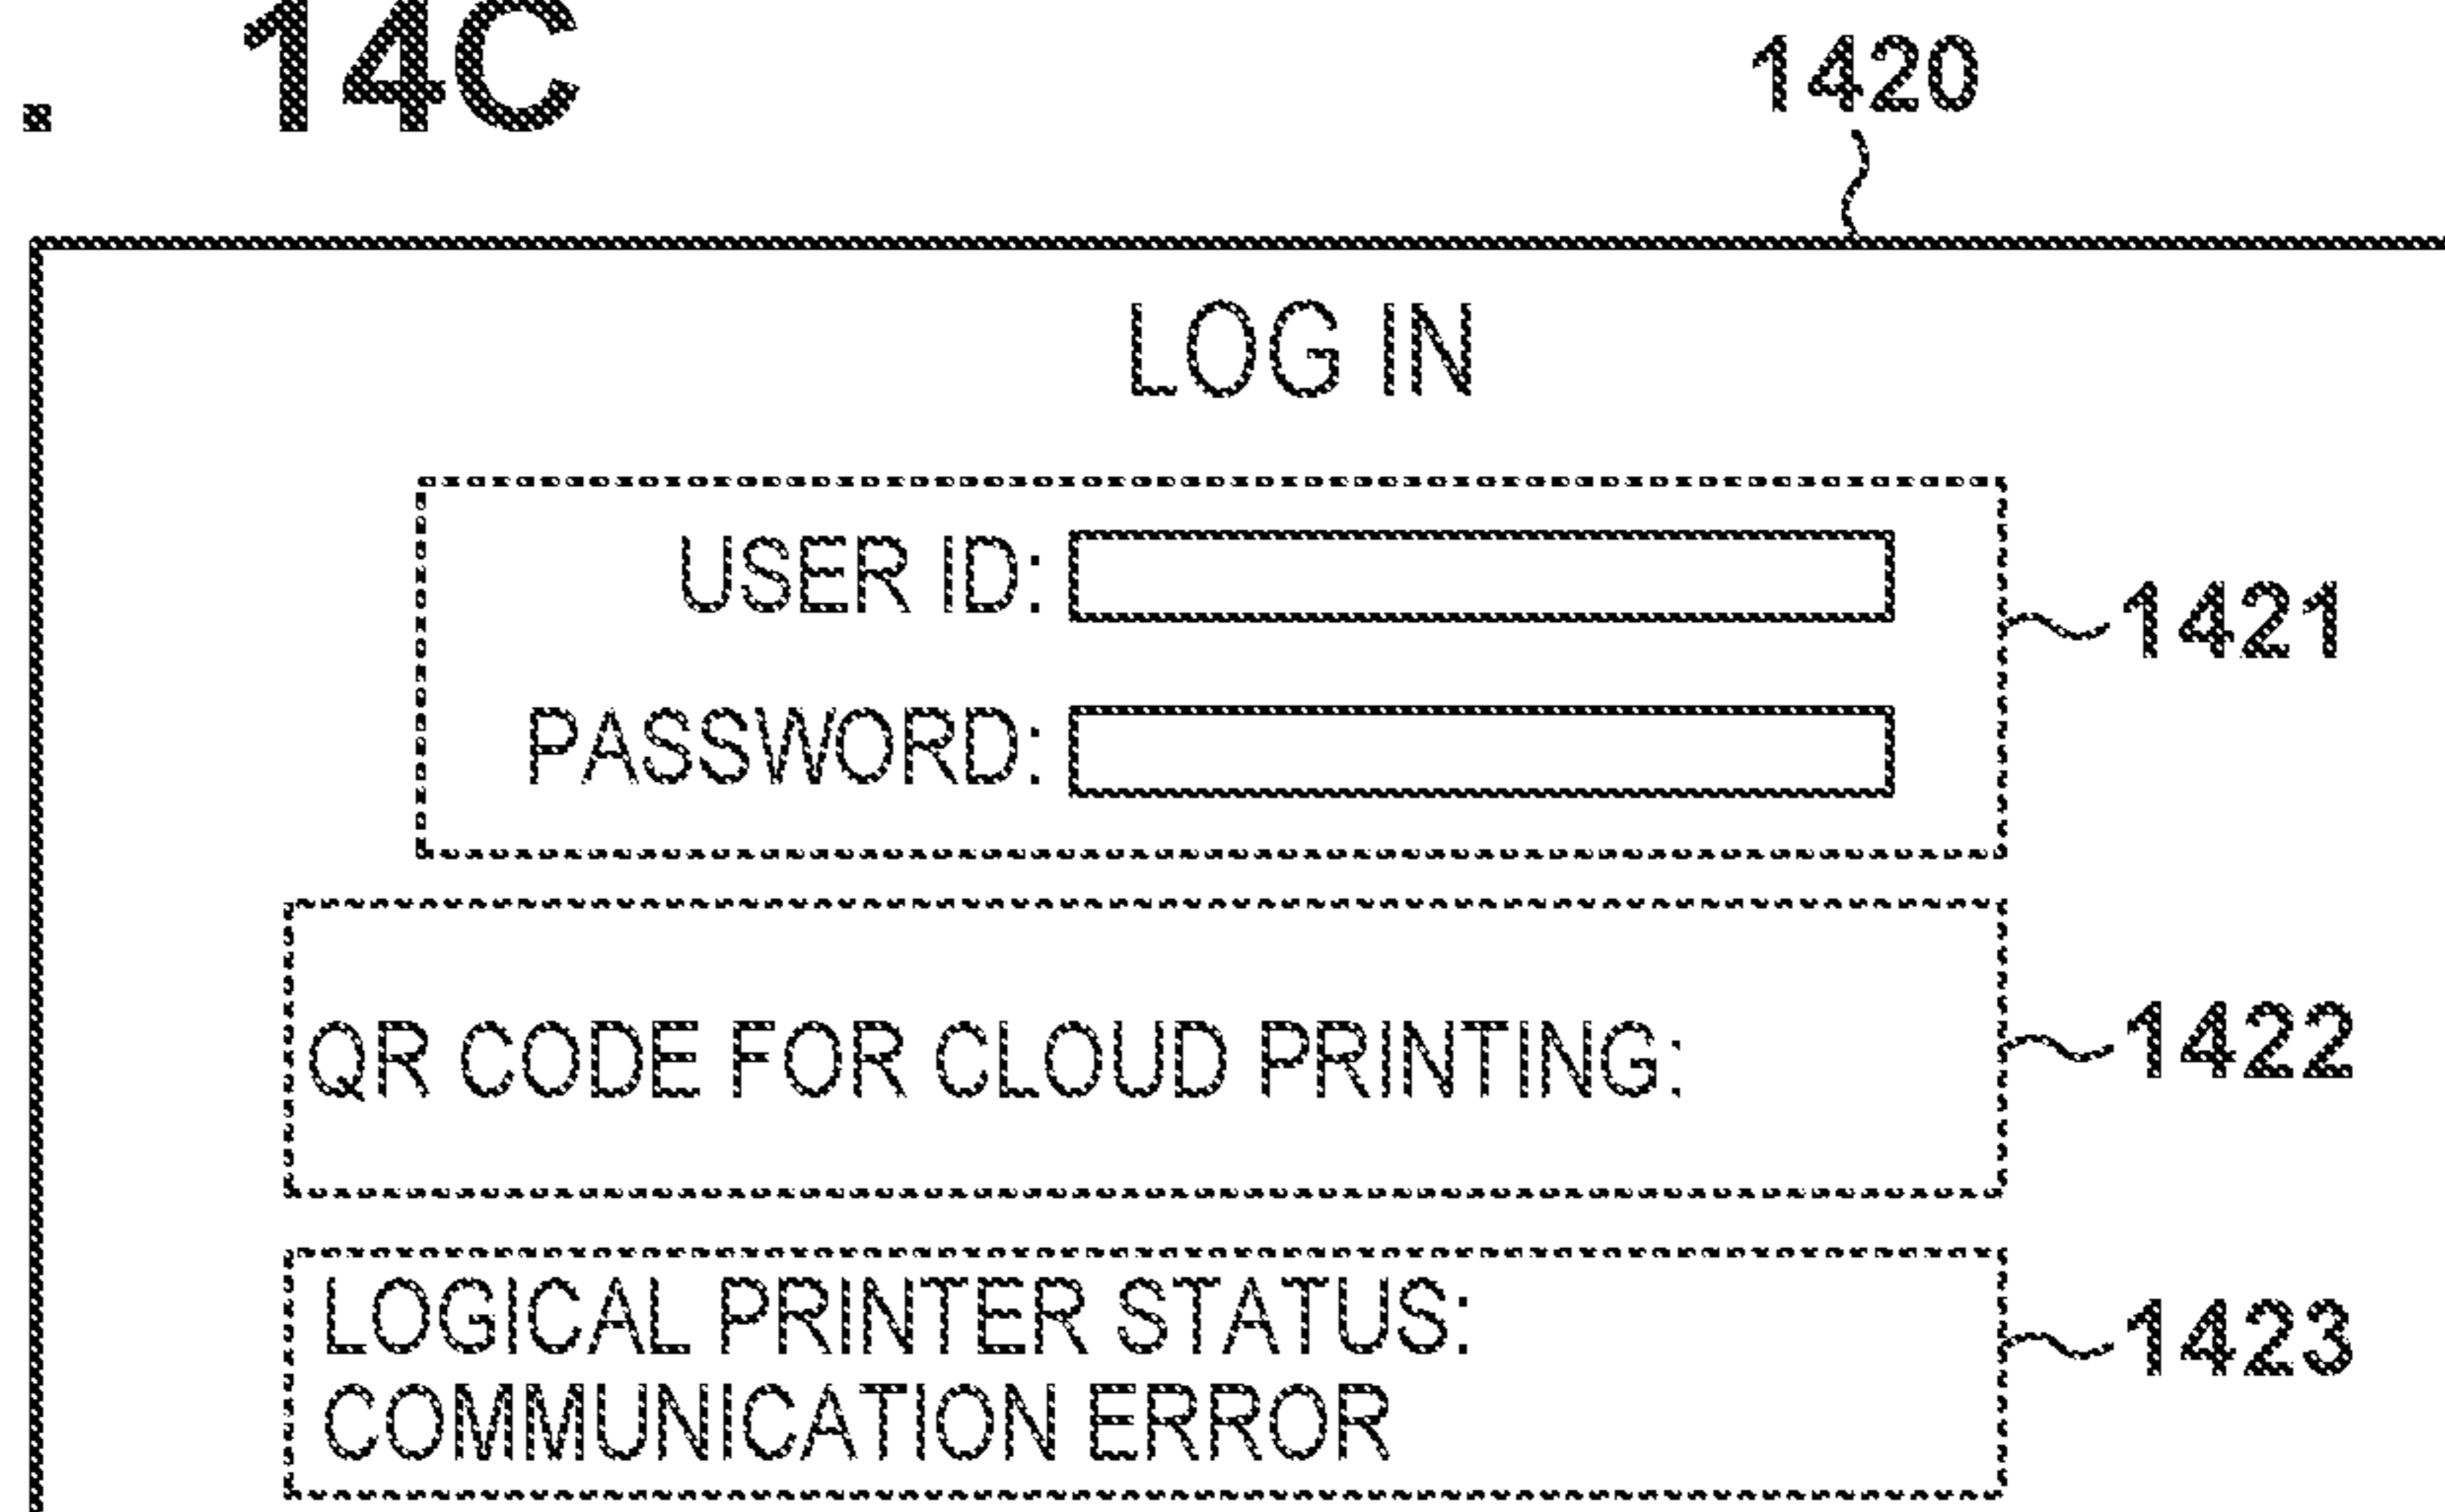 . 14C
1420
LOG IN
USER ID:
1421
PASSWORD:
QR CODE FOR CLOUD PRINTING:
1422
LOGICAL PRINTER STATUS:
1423
COMMUNICATION ERROR